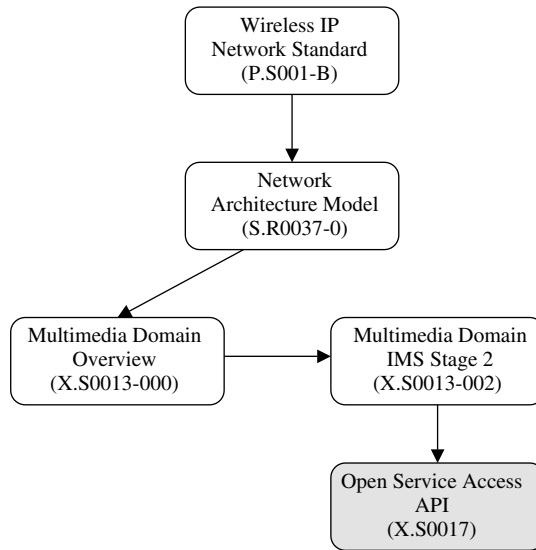 Wireless IP
Network Standard
(P.S001-B)
Network
Architecture Model
(S.R0037-0)
Multimedia Domain
Overview
(X.S0013-000)
Multimedia Domain
IMS Stage 2
(X.S0013-002)
Open Service Access
API
(X.S0017)